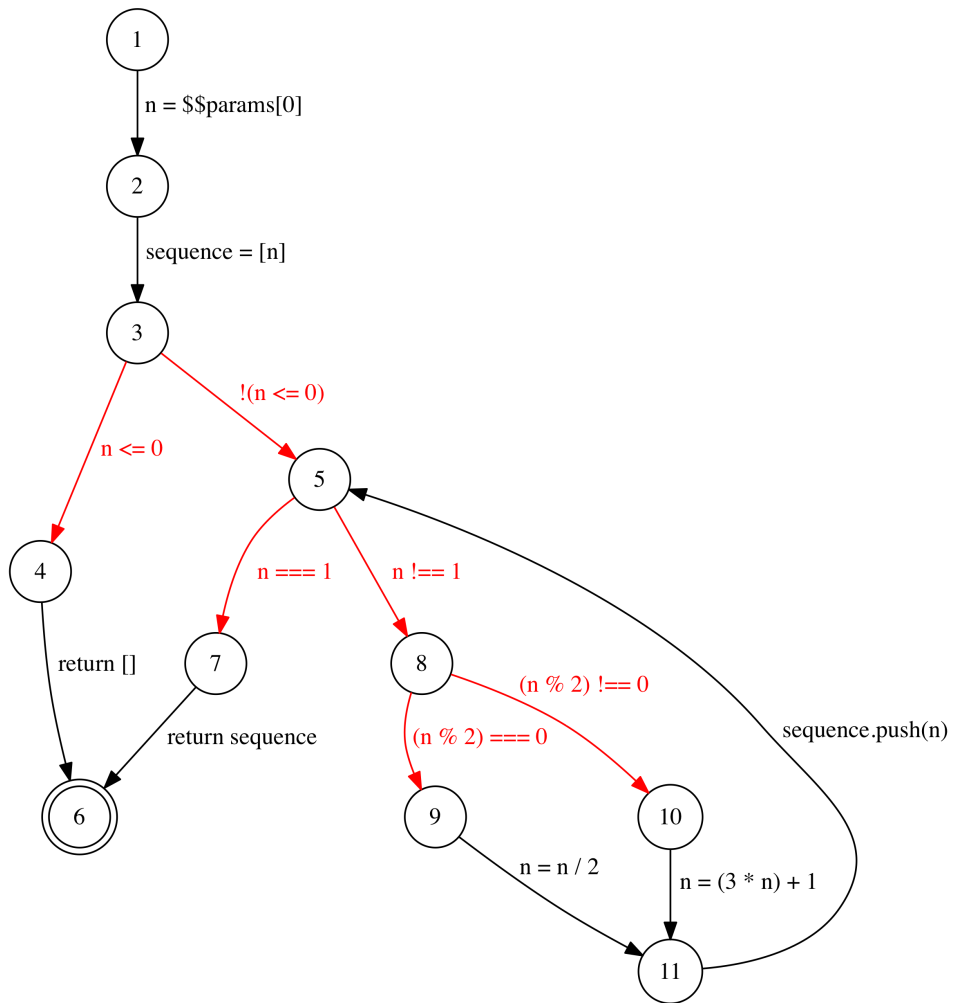 1
n = $$params[0]
2
sequence = [n]
3
!(n <= 0)
n <= 0
5
4
n === 1
n !== 1
return []
7
8
(n % 2) !== 0
return sequence
(n % 2) === 0
sequence.push(n)
6
9
10
n = n / 2
n = (3 * n) + 1
11